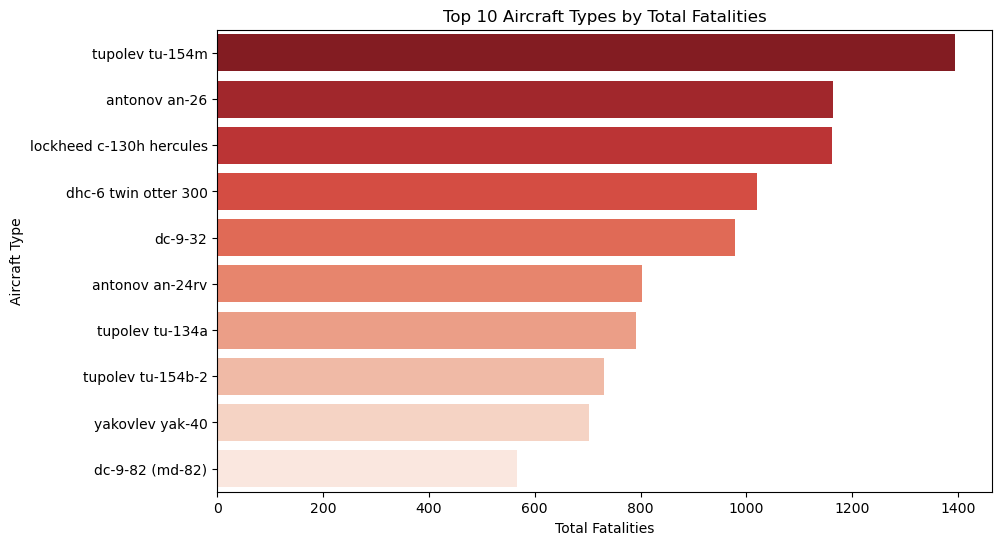 Top 10 Aircraft Types by Total Fatalities
Aircraft Type
tupolev tu-154m
antonov an-26
lockheed c-130h hercules
dhc-6 twin otter 300
dc-9-32
antonov an-24rv
tupolev tu-134a
tupolev tu-154b-2
yakovlev yak-40
dc-9-82 (md-82)
0 200 400 600 800 1000 1200 1400
Total Fatalities